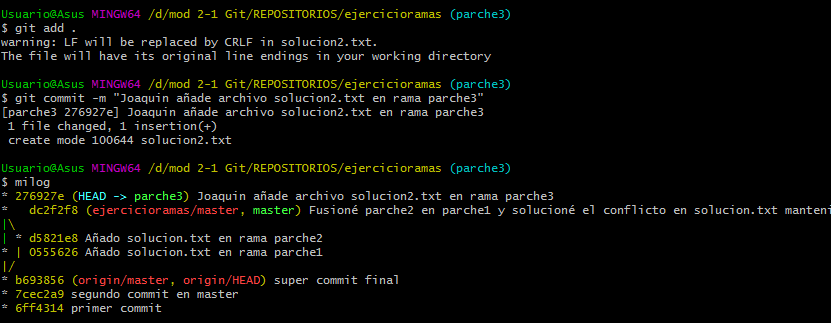 Usuario@Asus MINGW64 /d/mod 2-1 Git/REPOSITORIOS/ejercicioramas (parche3)
$ git add .
warning: LF will be replaced by CRLF in solucion2.txt.
The file will have its original line endings in your working directory
Usuario@Asus MINGW64 /d/mod 2-1 Git/REPOSITORIOS/ejercicioramas (parche3)
$ git commit -m "Joaquin añade archivo solucion2.txt en rama parche3"
[parche3 276927e] Joaquin añade archivo solucion2.txt en rama parche3
 1 file changed, 1 insertion(+)
 create mode 100644 solucion2.txt
Usuario@Asus MINGW64 /d/mod 2-1 Git/REPOSITORIOS/ejercicioramas (parche3)
$ milog
* 276927e (HEAD -> parche3) Joaquin añade archivo solucion2.txt en rama parche3
*   dc2f2f8 (ejercicioramas/master, master) Fusioné parche2 en parche1 y solucioné el conflicto en solucion.txt manteni
|\
| * d5821e8 Añado solucion.txt en rama parche2
* | 0555626 Añado solucion.txt en rama parche1
|/
* b693856 (origin/master, origin/HEAD) super commit final
* 7cec2a9 segundo commit en master
* 6ff4314 primer commit